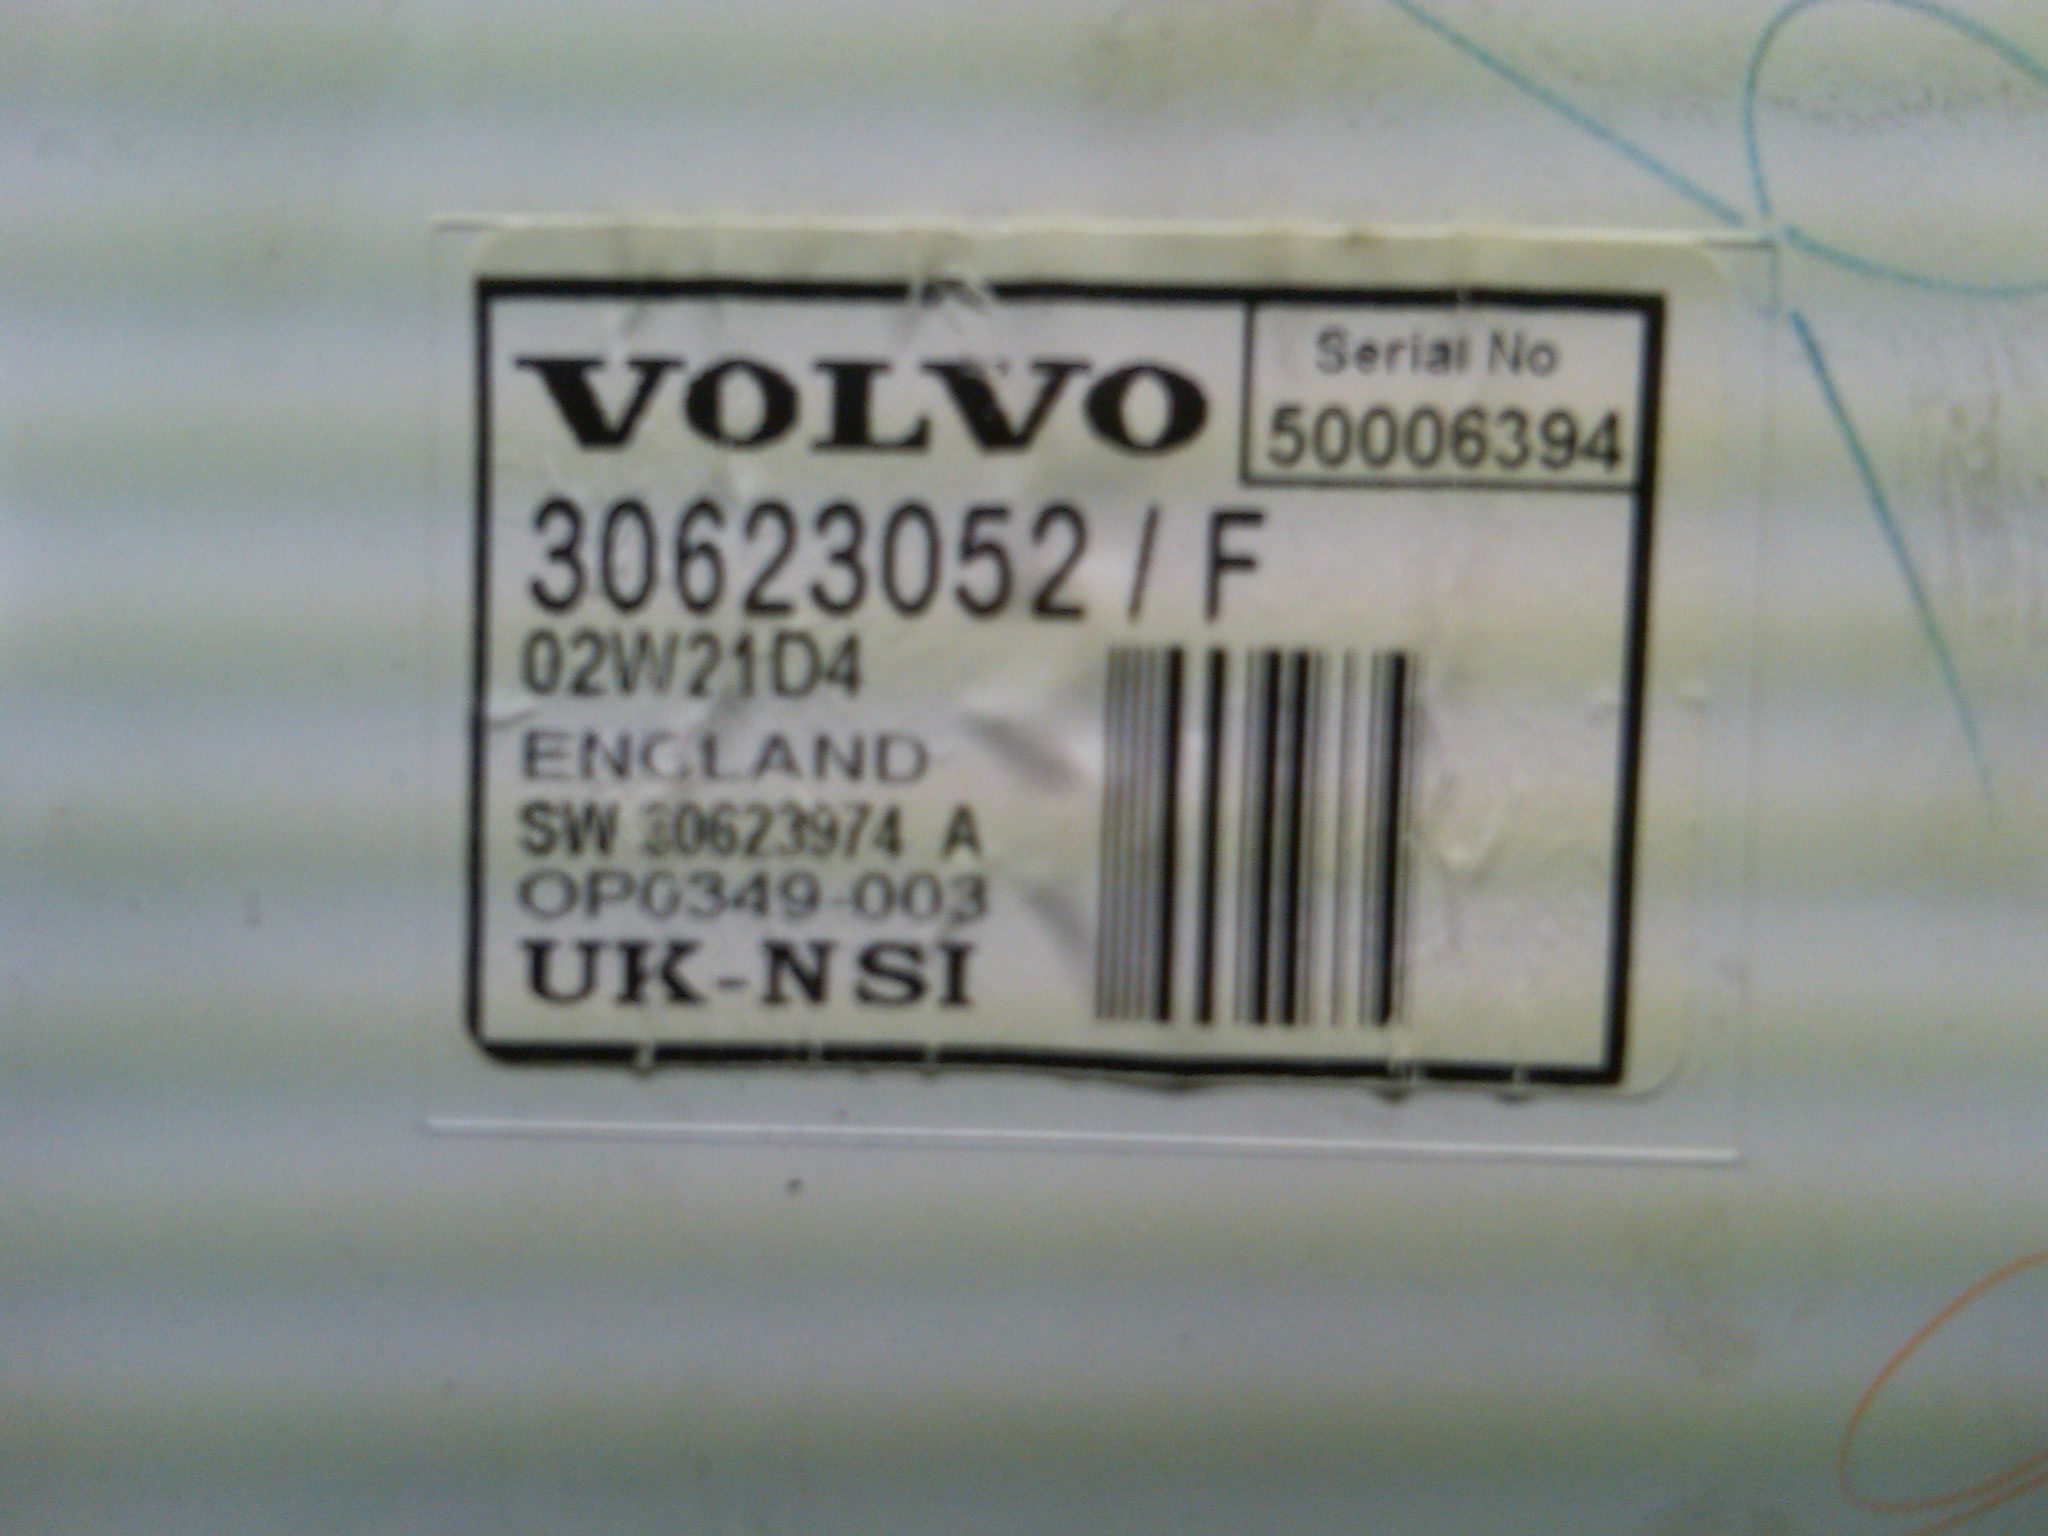 VOLVO
Serial No
50006394
30623052 / F
02W21D4
ENGLAND
SW 30623974 A
OP0349-003
UK-NSI